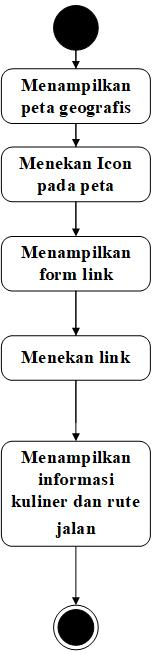 Menampilkan
peta geografis
Menekan Icon
pada peta
Menampilkan
form link
Menekan link
Menampilkan
informasi
kuliner dan rute
jalan